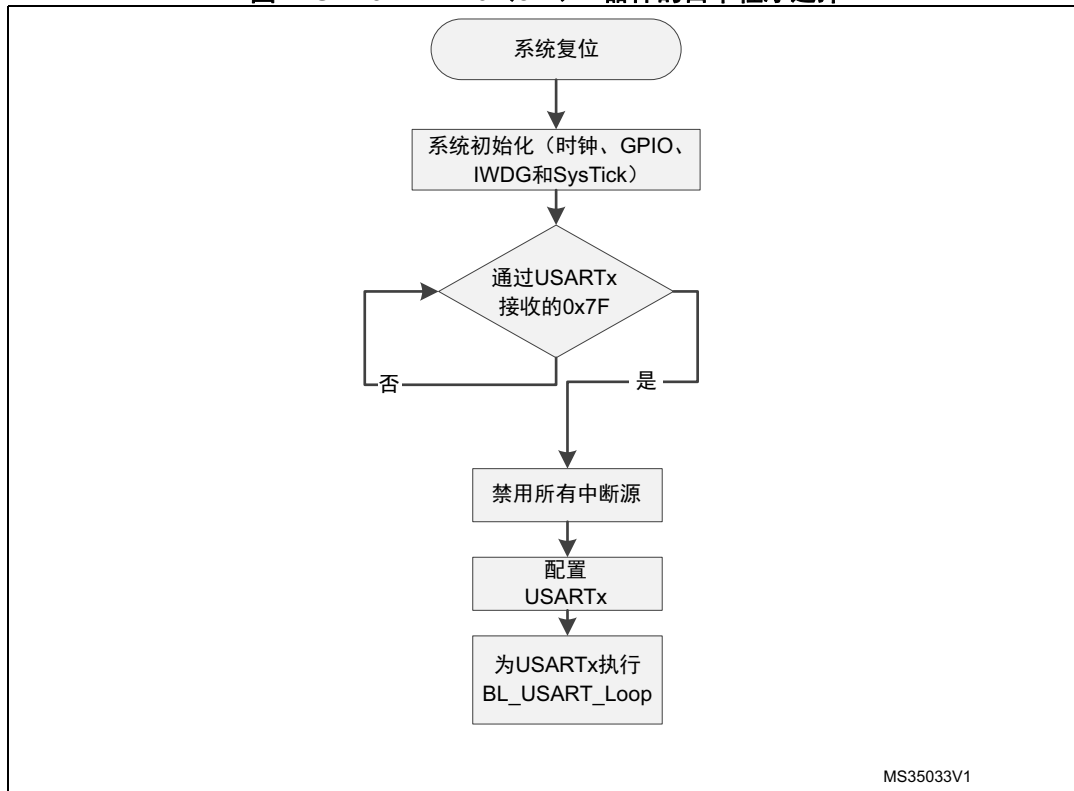 系统复位
系统初始化（时钟、GPIO、
IWDG和SysTick）
通过USARTx
接收的0x7F
否
是
禁用所有中断源
配置
USARTx
为USARTx执行
BL_USART_Loop
MS35033V1